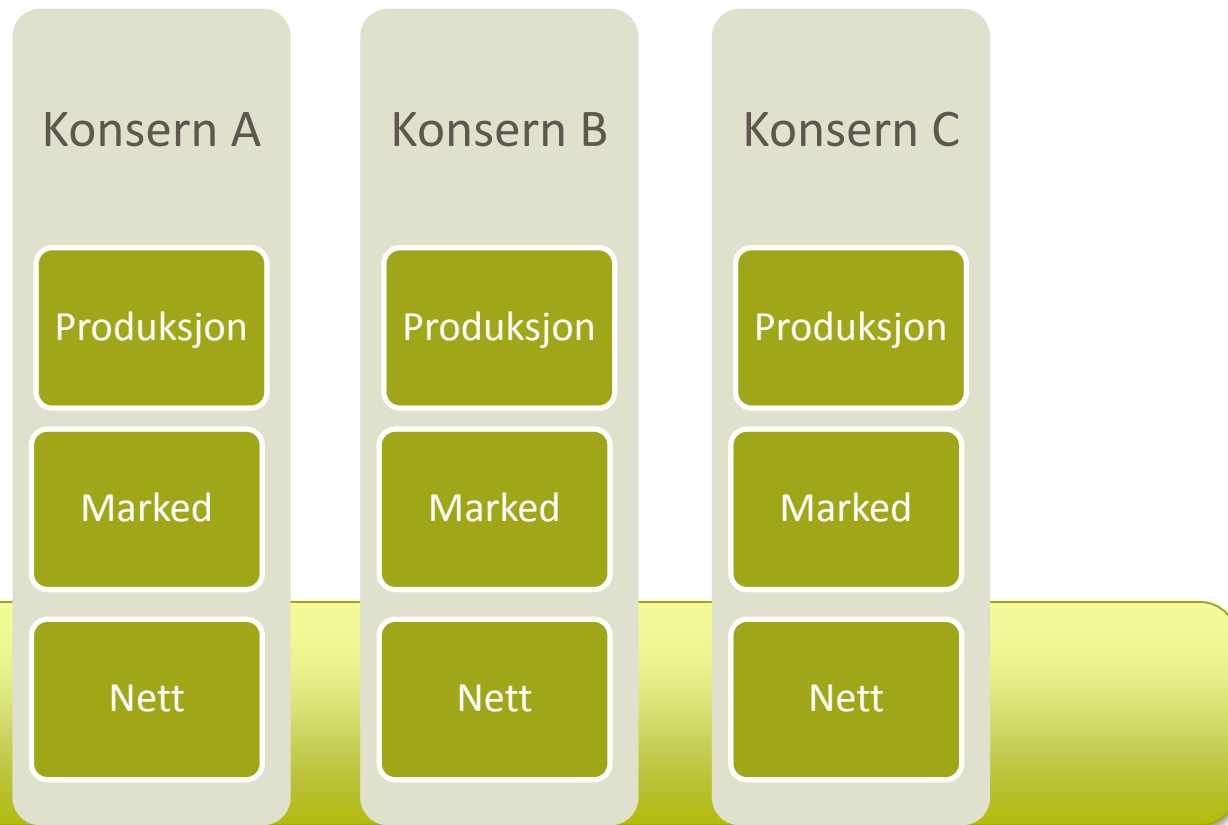 Konsern A
Produksjon
Marked
Nett
Konsern B
Produksjon
Marked
Nett
Konsern C
Produksjon
Marked
Nett